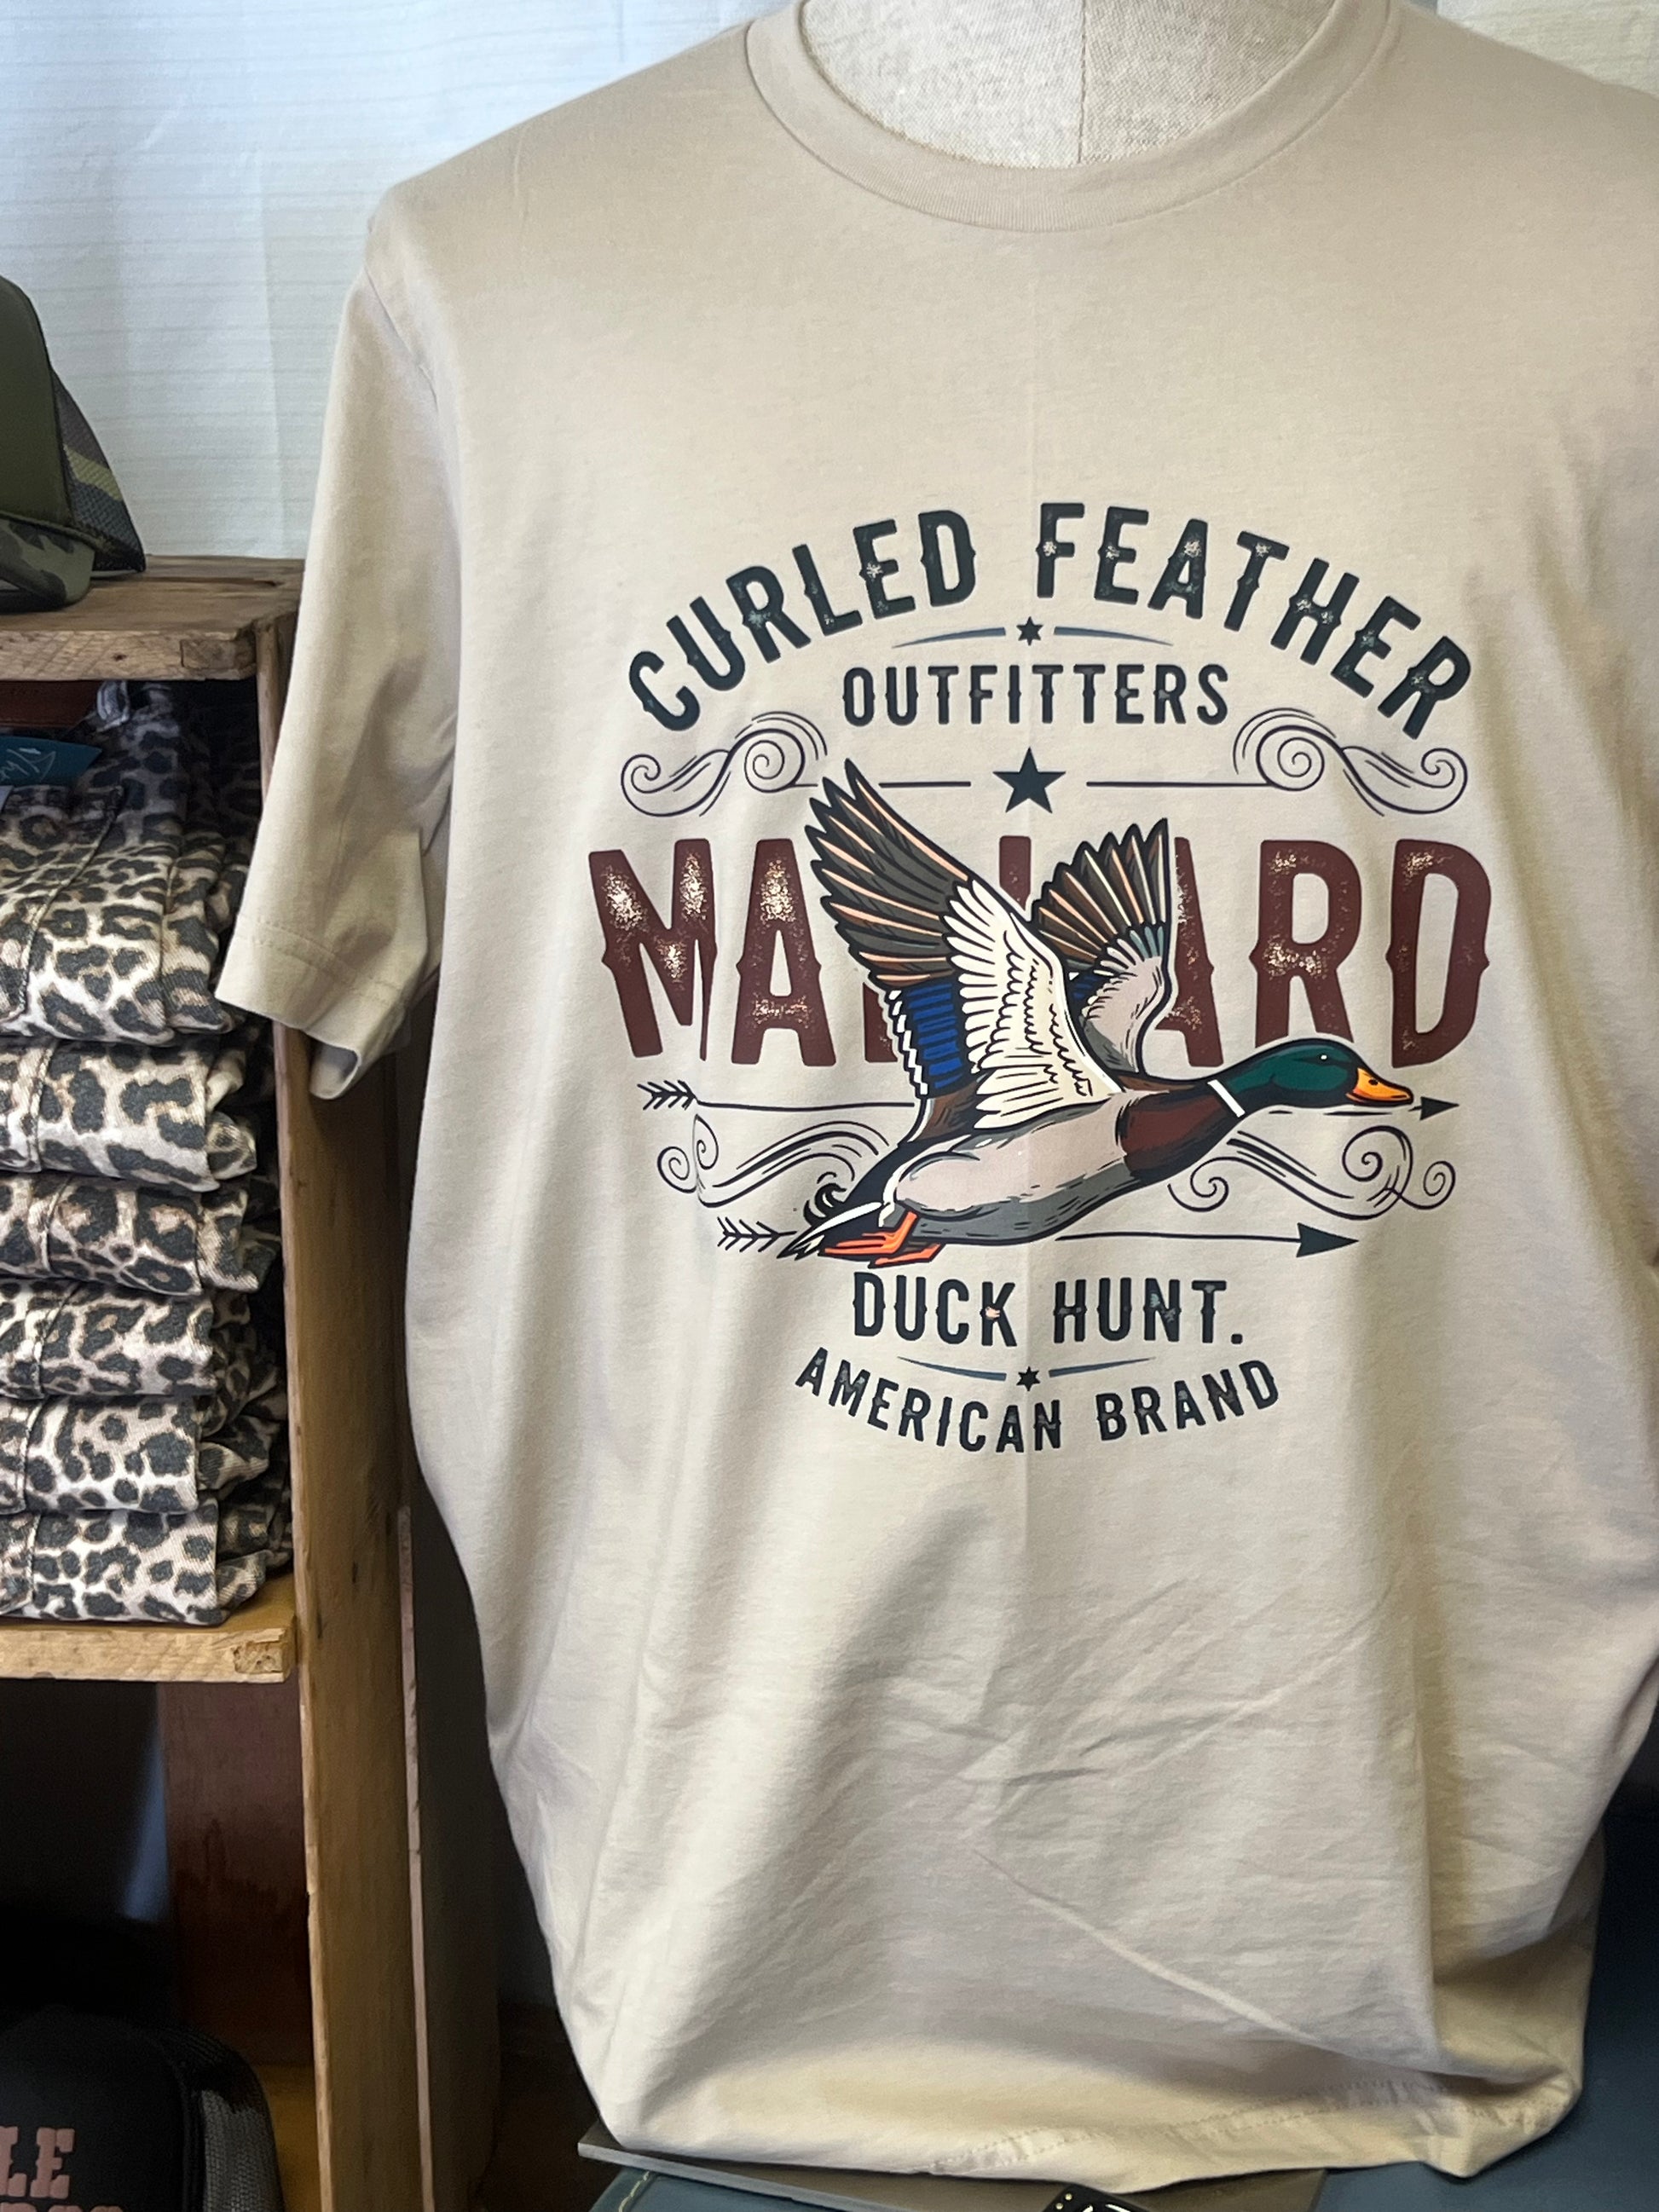 CURLED FEATHER
OUTFITTERS
MALLARD
DUCK HUNT.
AMERICAN BRAND